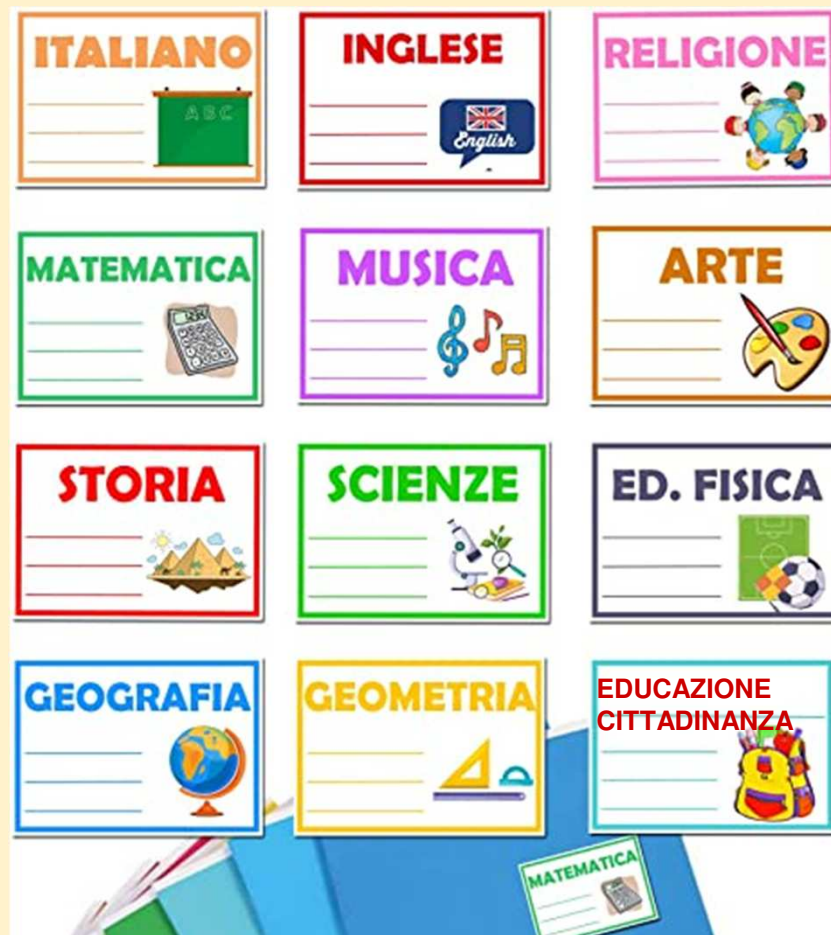 ITALIANO
ABC
INGLESE
English
RELIGIONE
MATEMATICA
MUSICA
ARTE
STORIA
SCIENZE
ED. FISICA
GEOGRAFIA
GEOMETRIA
EDUCAZIONE
CITTADINANZA
MATEMATICA